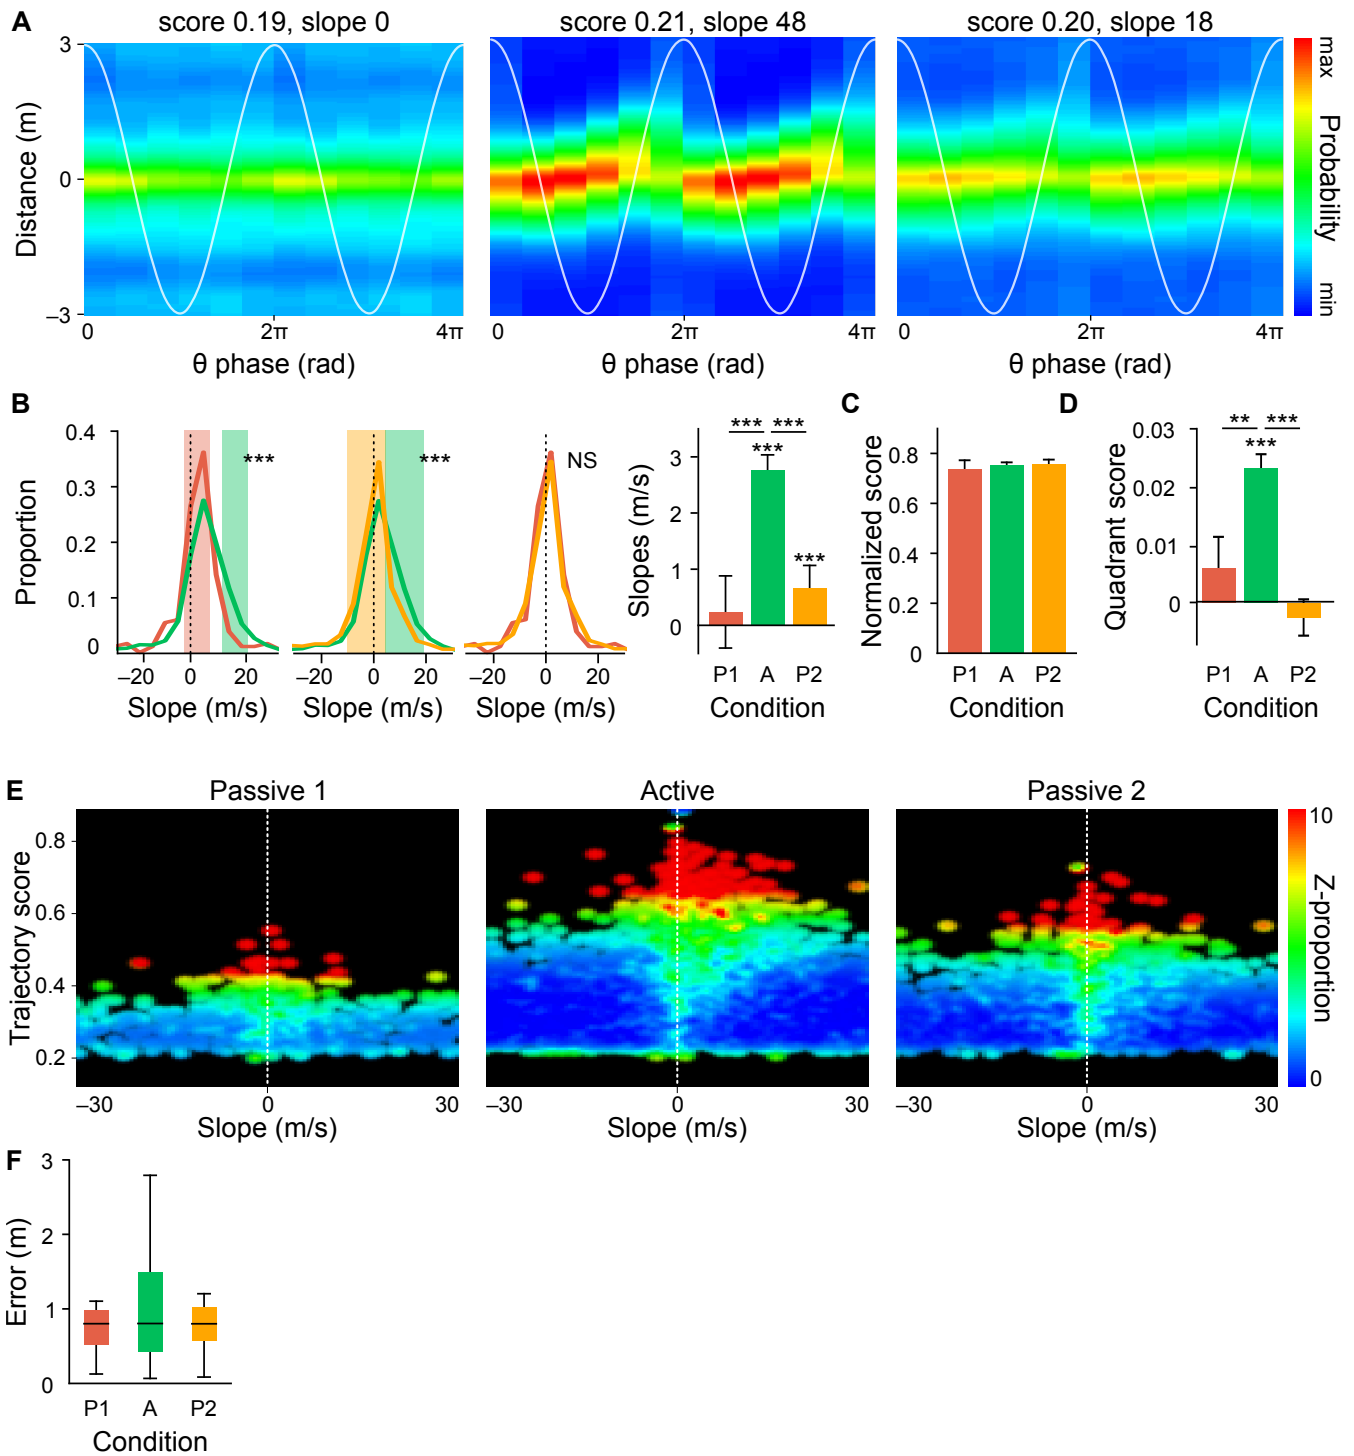 A
score 0.19, slope 0
score 0.21, slope 48
score 0.20, slope 18
Distance (m)
3
0
–3
0
2π
4π
θ phase (rad)
0
2π
4π
θ phase (rad)
0
2π
4π
θ phase (rad)
max
Probability
min
B
Proportion
0.4
0.3
0.2
0.1
0
***
–20
0
20
Slope (m/s)
***
–20
0
20
Slope (m/s)
NS
–20
0
20
Slope (m/s)
Slopes (m/s)
3
2
1
0
*** ***
***
***
P1 A P2
Condition
C
Normalized score
0.8
0.6
0.4
0.2
0
P1 A P2
Condition
D
Quadrant score
0.03
0.02
0.01
0
** ***
***
P1 A P2
Condition
E
Passive 1
Active
Passive 2
Trajectory score
0.8
0.6
0.4
0.2
–30
0
30
Slope (m/s)
–30
0
30
Slope (m/s)
–30
0
30
Slope (m/s)
10
Z-proportion
0
F
Error (m)
3
2
1
0
P1 A P2
Condition